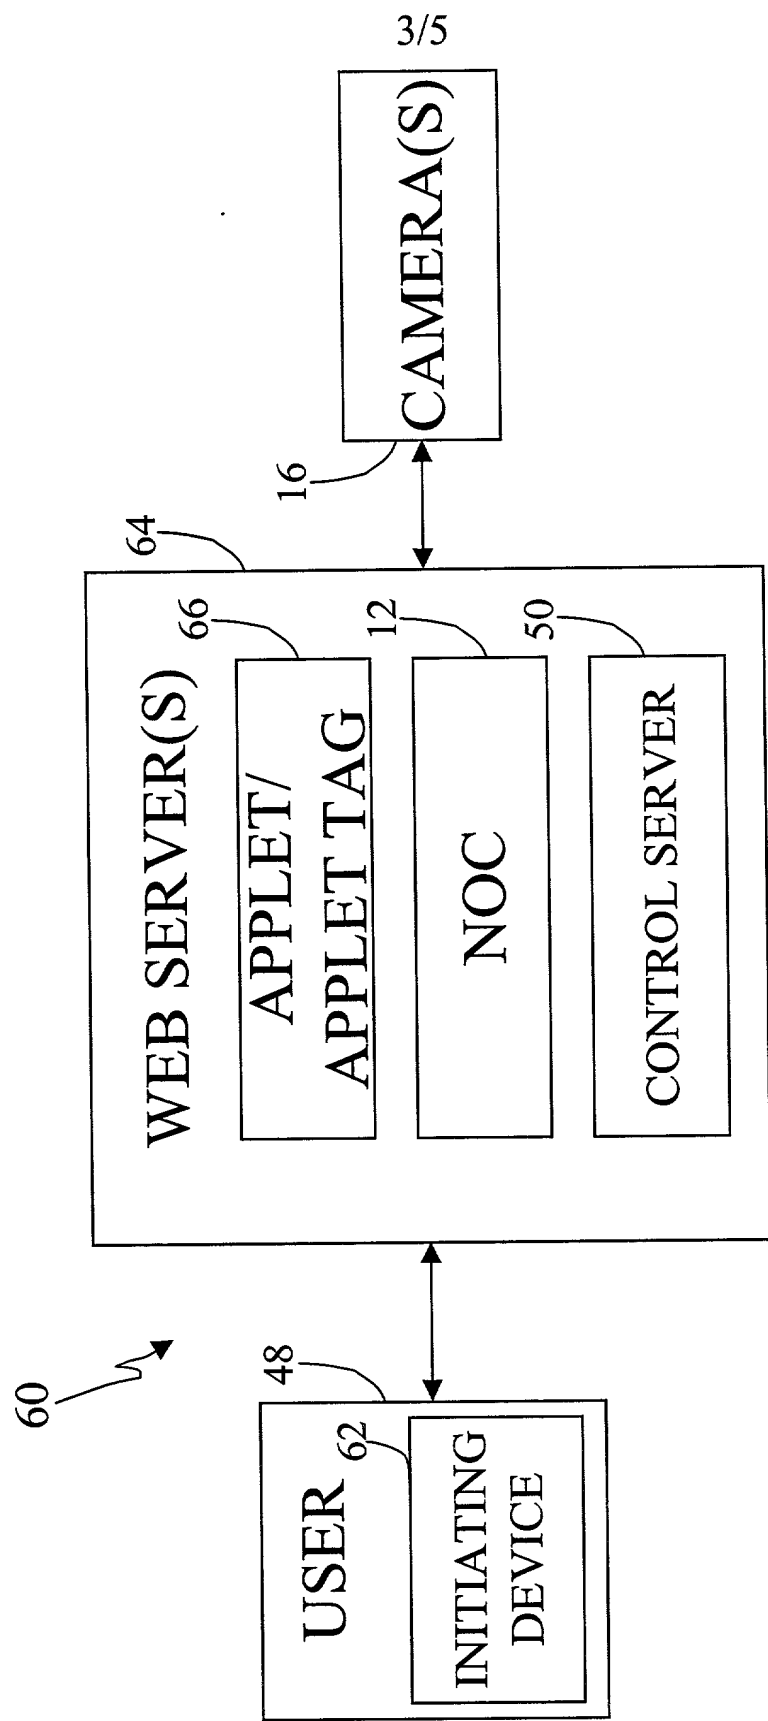 3/5
60
USER
48
62
INITIATING
DEVICE
WEB SERVER(S)
64
APPLET/
APPLET TAG
66
NOC
12
CONTROL SERVER
50
CAMERA(S)
16